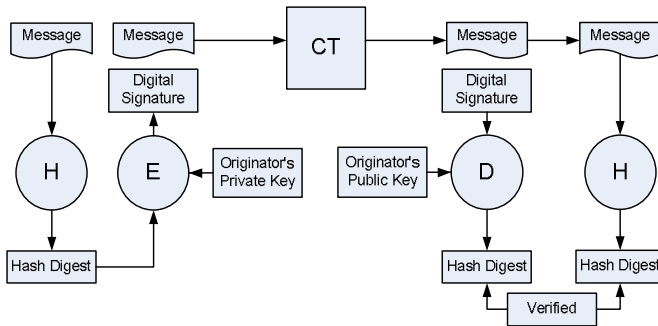 Message
Message
CT
Message
Message
Digital
Signature
Digital
Signature
H
E
Originator's
Private Key
Originator's
Public Key
D
H
Hash Digest
Hash Digest
Hash Digest
Verified